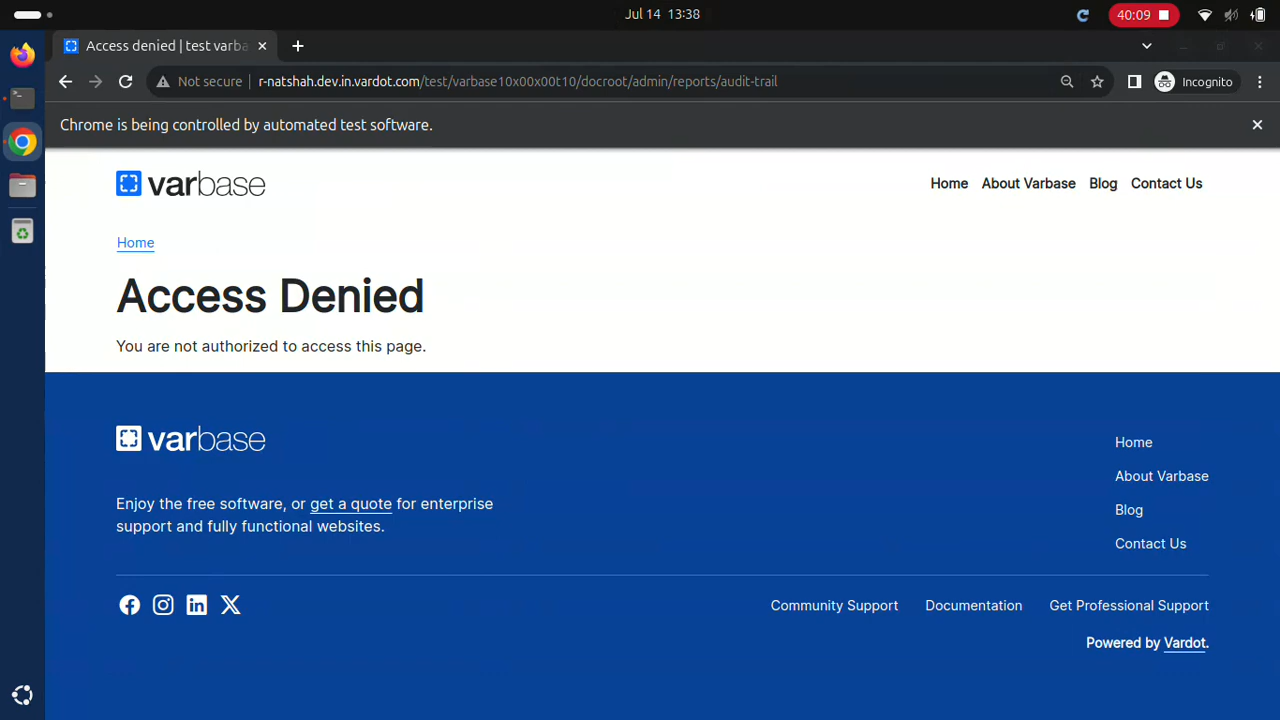 Jul 14 13:38
40:09
Access denied | test varba
Not secure
r-natshah.dev.in.vardot.com/test/varbase10x00x00t10/docroot/admin/reports/audit-trail
Incognito
Chrome is being controlled by automated test software.
varbase
Home
About Varbase
Blog
Contact Us
Home
Access Denied
You are not authorized to access this page.
varbase
Enjoy the free software, or get a quote for enterprise
support and fully functional websites.
Home
About Varbase
Blog
Contact Us
Community Support
Documentation
Get Professional Support
Powered by Vardot.